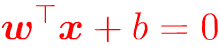 w⊤x + b = 0